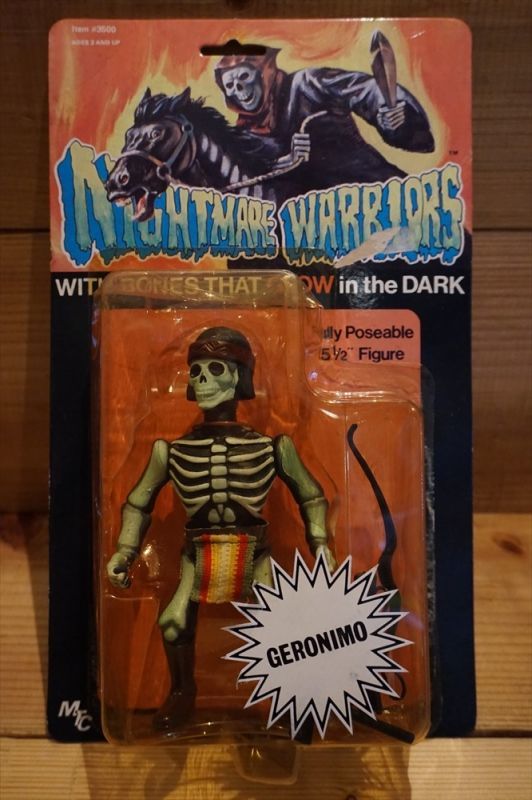 Item #3500
AGES 3 AND UP
NIGHTMARE WARRIORS
TM
WITH BONES THAT GLOW in the DARK
Fully Poseable
5½" Figure
GERONIMO
MTC